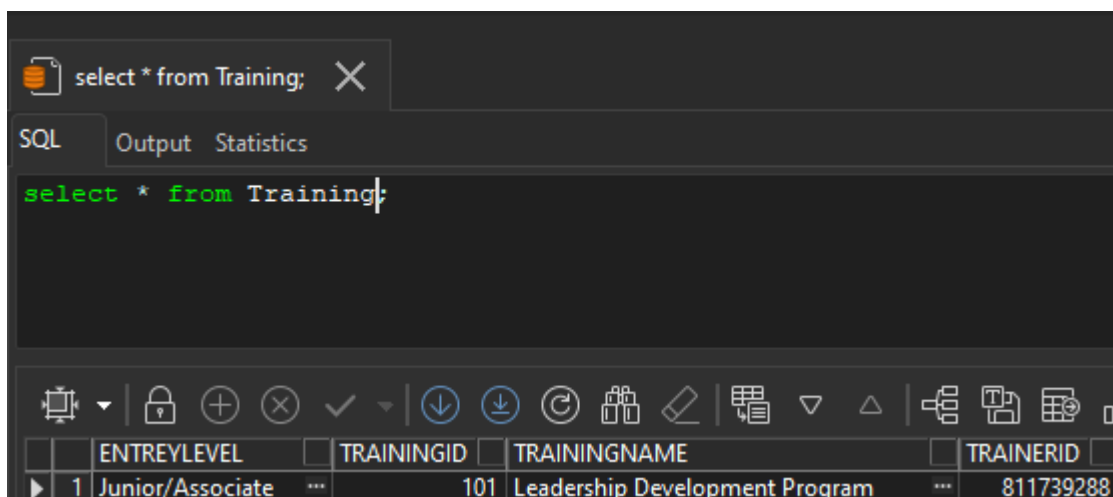 select * from Training;
SQL Output Statistics
select * from Training;
ENTREYLEVEL TRAININGID TRAININGNAME TRAINERID
1 Junior/Associate ... 101 Leadership Development Program ... 811739288